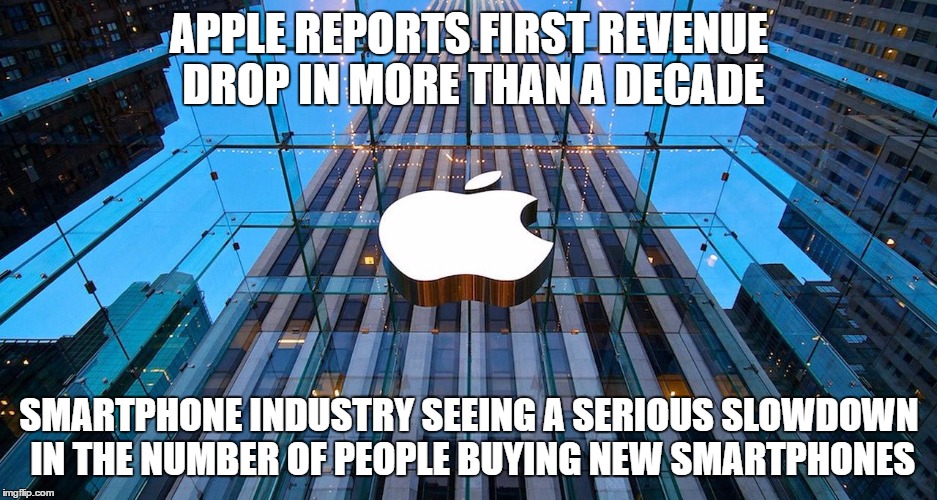 APPLE REPORTS FIRST REVENUE
DROP IN MORE THAN A DECADE
SMARTPHONE INDUSTRY SEEING A SERIOUS SLOWDOWN
IN THE NUMBER OF PEOPLE BUYING NEW SMARTPHONES
imgflip.com